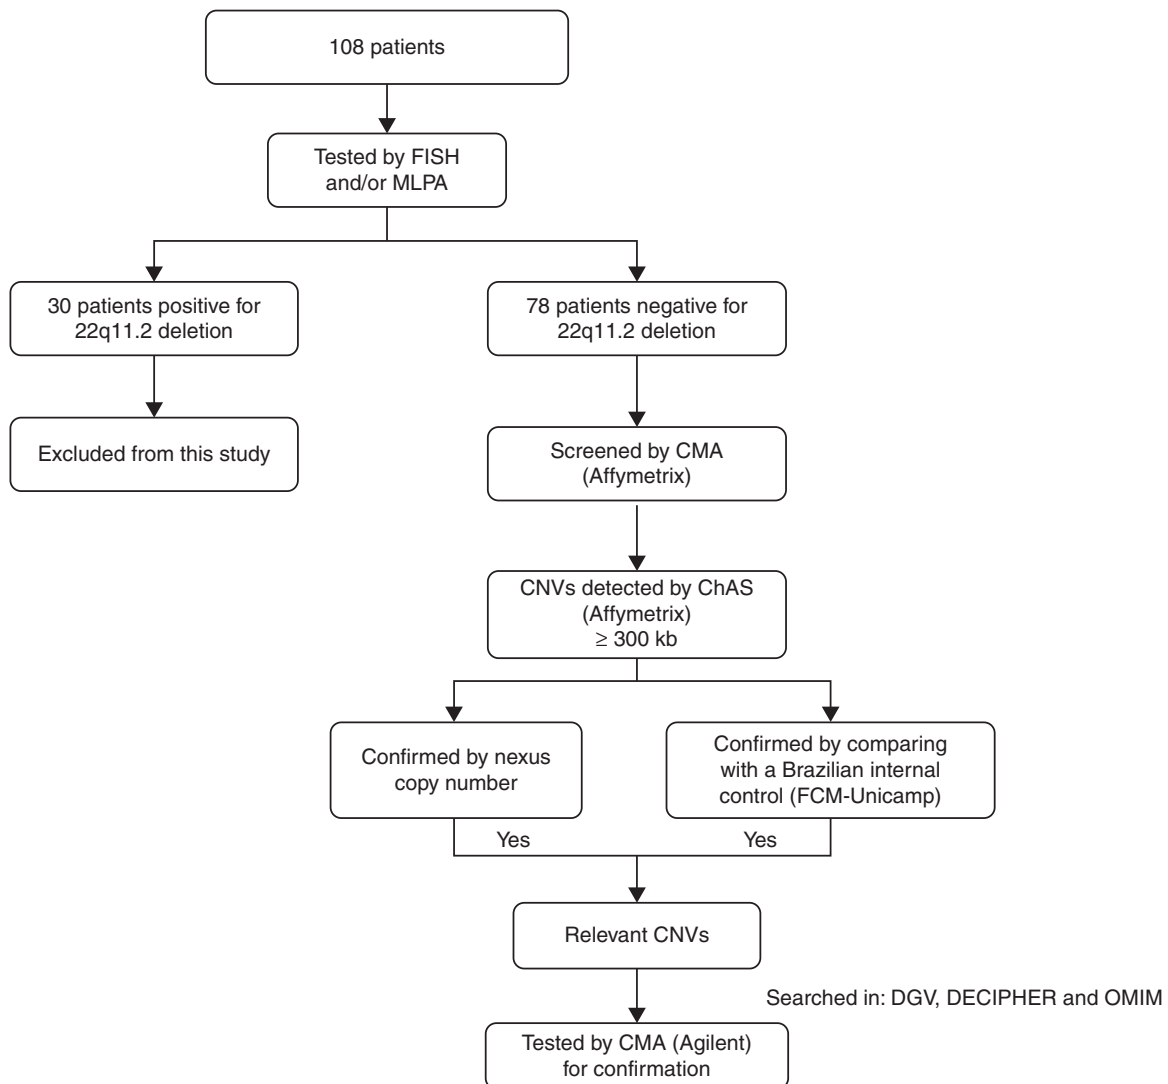 108 patients
Tested by FISH
and/or MLPA
30 patients positive for
22q11.2 deletion
78 patients negative for
22q11.2 deletion
Excluded from this study
Screened by CMA
(Affymetrix)
CNVs detected by ChAS
(Affymetrix)
≥ 300 kb
Confirmed by nexus
copy number
Confirmed by comparing
with a Brazilian internal
control (FCM-Unicamp)
Yes
Yes
Relevant CNVs
Searched in: DGV, DECIPHER and OMIM
Tested by CMA (Agilent)
for confirmation